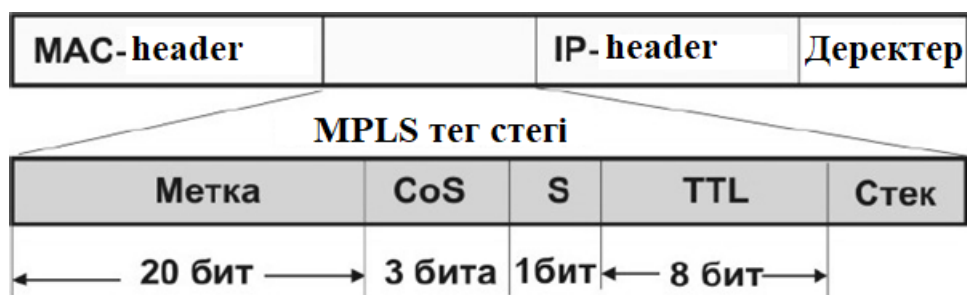 MAC-header IP-header Деректер
MPLS тег стегі
Метка CoS S TTL Стек
20 бит 3 бита 1бит 8 бит